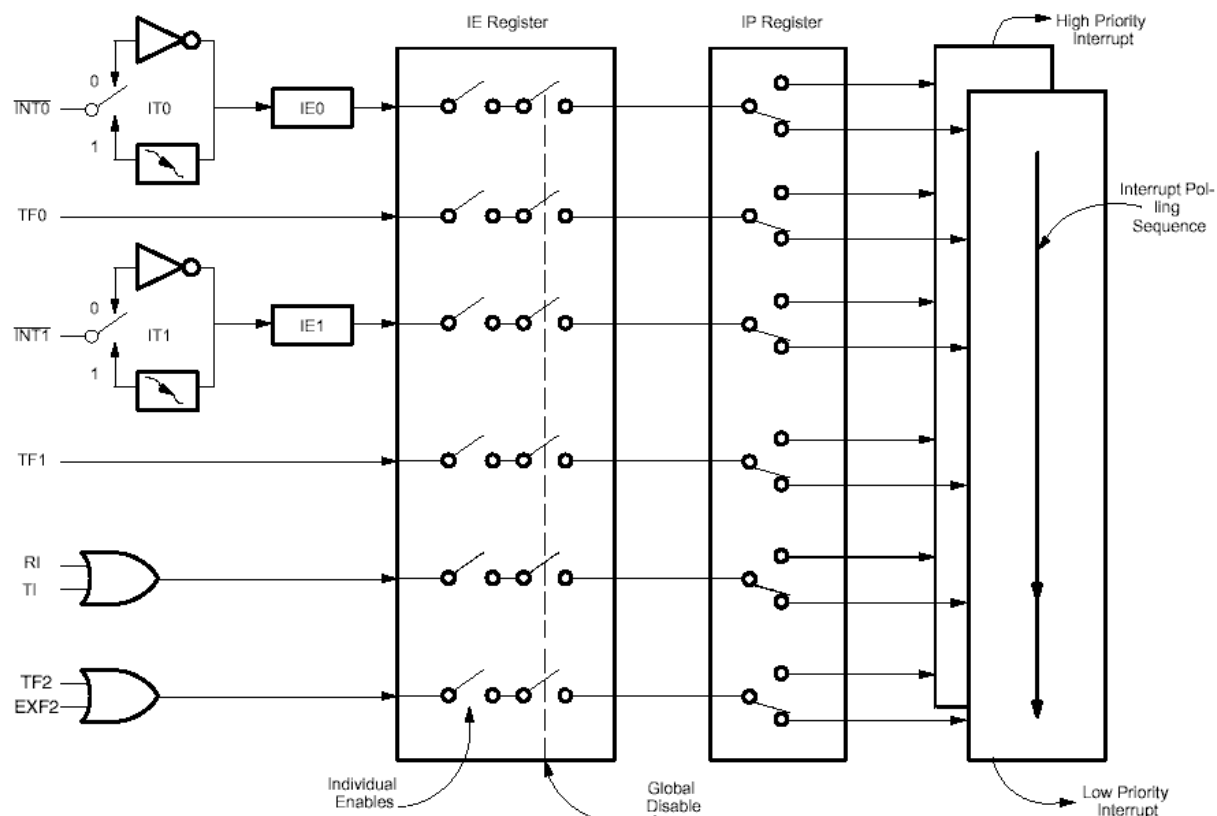 IE Register
IP Register
High Priority
Interrupt
0
INT0
IT0
IE0
1
TF0
Interrupt Pol-
ling
Sequence
0
INT1
IT1
IE1
1
TF1
RI
TI
TF2
EXF2
Individual
Enables
Global
Disable
Low Priority
Interrupt